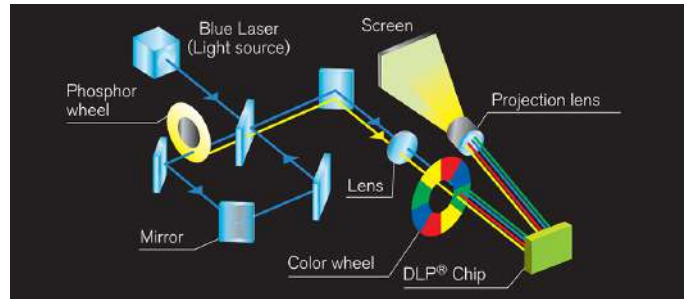 Blue Laser
(Light source)
Screen
Phosphor
wheel
Projection lens
Lens
Mirror
Color wheel
DLP® Chip